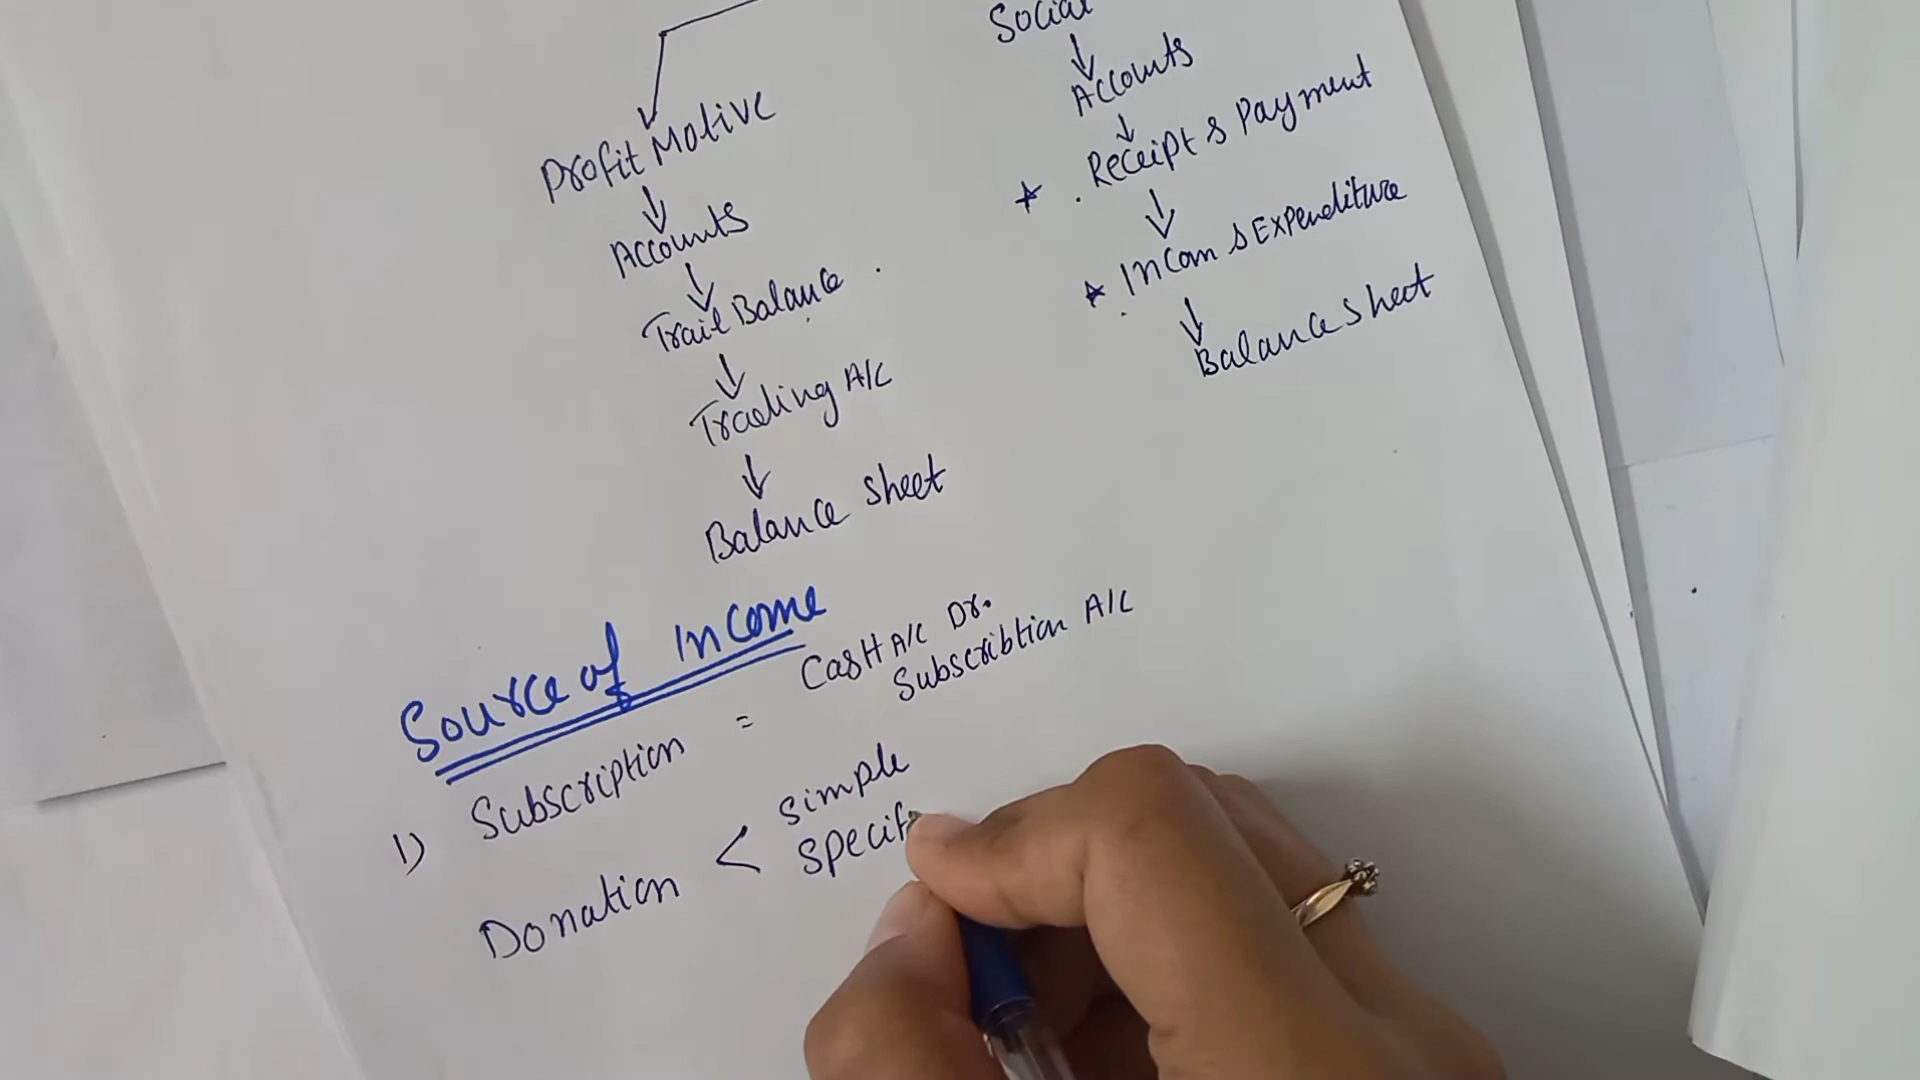 Profit Motive
Accounts
Trail Balance
Trading A/C
Balance Sheet
Social
Accounts
* Receipt & Payment
* Incom & Expenditure
Balance sheet
Source of Income
1) Subscription = Cash A/C Dr.
Subscribtion A/C
Donation < Simple
Specif